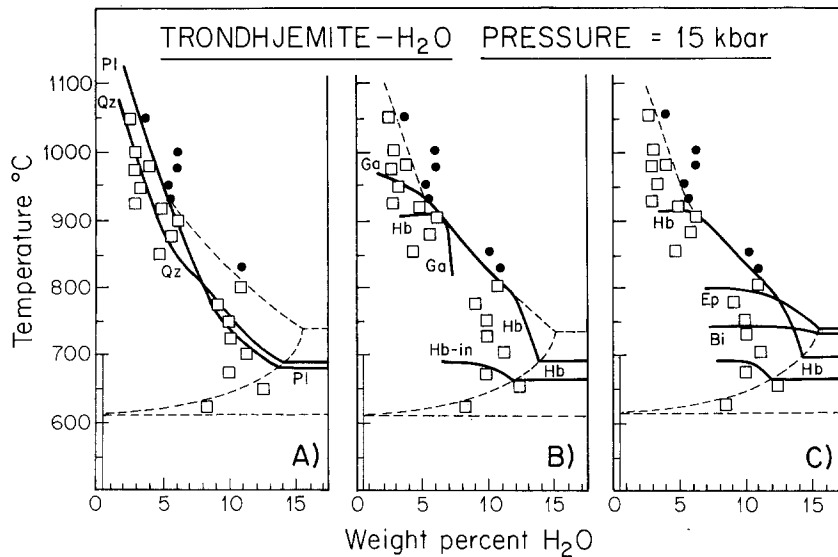 TRONDHJEMITE-H2O PRESSURE = 15 kbar
Temperature °C
1100
1000
900
800
700
600
Pl
Qz
Qz
Pl
A)
0 5 10 15
Ga
Hb
Ga
Hb
Hb-in
Hb
B)
0 5 10 15
Hb
Ep
Bi
Hb
C)
0 5 10 15
Weight percent H2O